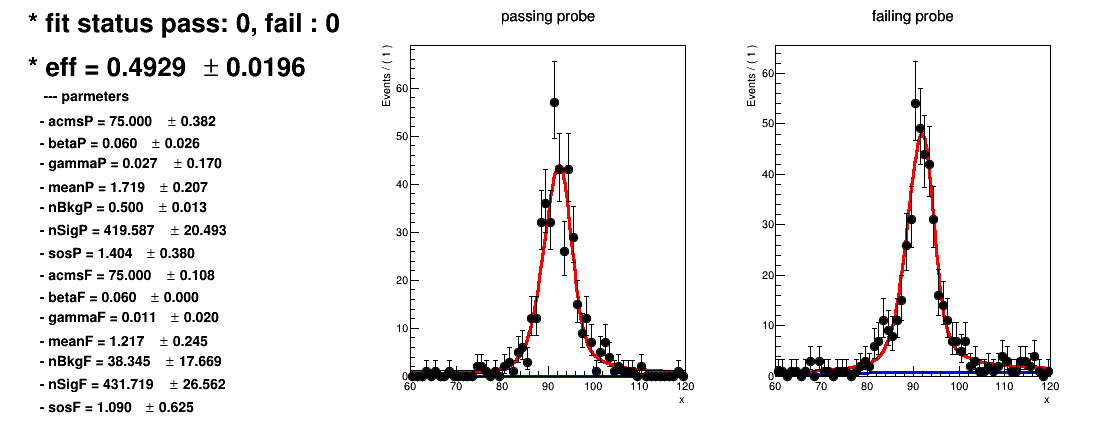 * fit status pass: 0, fail : 0
* eff = 0.4929 ± 0.0196
--- parmeters
- acmsP = 75.000 ± 0.382
- betaP = 0.060 ± 0.026
- gammaP = 0.027 ± 0.170
- meanP = 1.719 ± 0.207
- nBkgP = 0.500 ± 0.013
- nSigP = 419.587 ± 20.493
- sosP = 1.404 ± 0.380
- acmsF = 75.000 ± 0.108
- betaF = 0.060 ± 0.000
- gammaF = 0.011 ± 0.020
- meanF = 1.217 ± 0.245
- nBkgF = 38.345 ± 17.669
- nSigF = 431.719 ± 26.562
- sosF = 1.090 ± 0.625
passing probe
Events / ( 1 )
60
50
40
30
20
10
0
60 70 80 90 100 110 120
x
failing probe
Events / ( 1 )
60
50
40
30
20
10
0
60 70 80 90 100 110 120
x